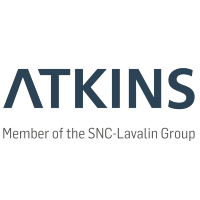 ATKINS
Member of the SNC-Lavalin Group